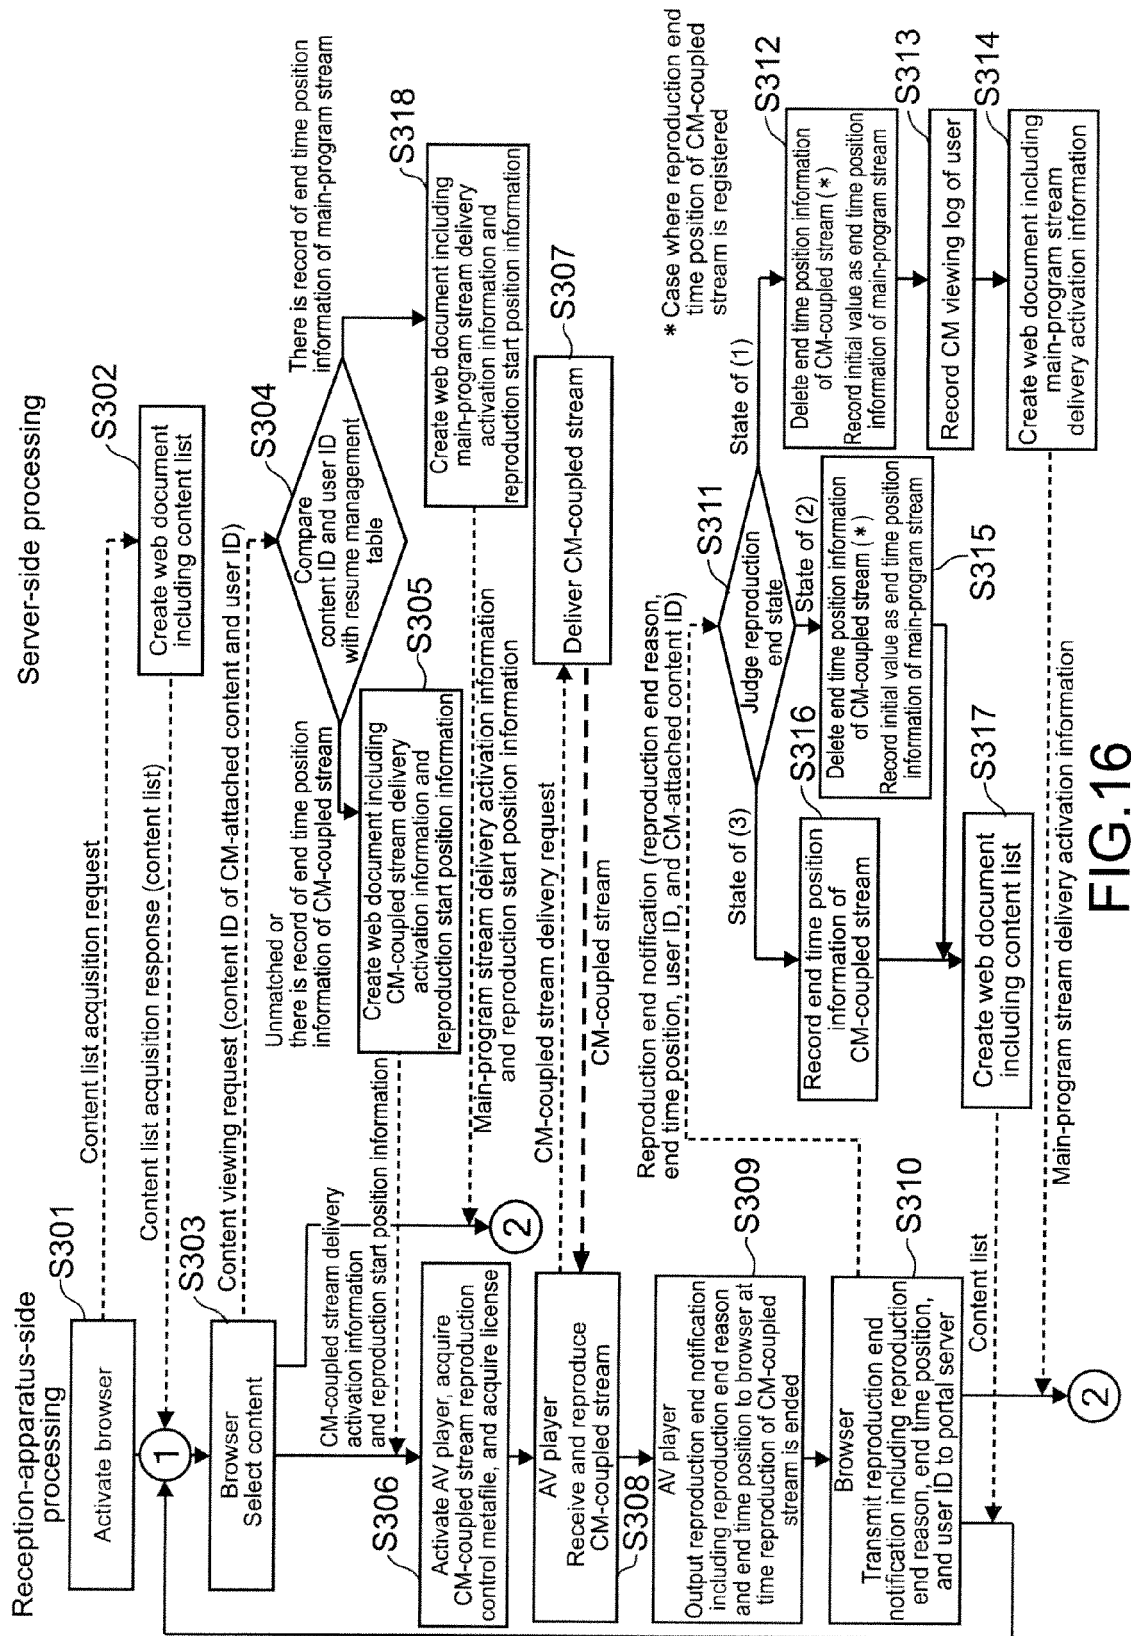 Reception-apparatus-side
processing
Server-side processing
S301
Activate browser
Content list acquisition request
S302
Create web document
including content list
Content list acquisition response (content list)
1
S303
Browser
Select content
Content viewing request (content ID of CM-attached content and user ID)
S304
Compare
content ID and user ID
with resume management
table
Unmatched or
there is record of end time position
information of CM-coupled stream
There is record of end time position
information of main-program stream
S305
Create web document including
CM-coupled stream delivery
activation information and
reproduction start position information
S318
Create web document including
main-program stream delivery
activation information and
reproduction start position information
CM-coupled stream delivery
activation information
and reproduction start position information
Main-program stream delivery activation information
and reproduction start position information
2
S306
Activate AV player, acquire
CM-coupled stream reproduction
control metafile, and acquire license
CM-coupled stream delivery request
S307
Deliver CM-coupled stream
CM-coupled stream
AV player
Receive and reproduce
CM-coupled stream
S308
AV player
Output reproduction end notification
including reproduction end reason
and end time position to browser at
time reproduction of CM-coupled
stream is ended
S309
Browser
Transmit reproduction end
notification including reproduction
end reason, end time position,
and user ID to portal server
S310
Reproduction end notification (reproduction end reason,
end time position, user ID, and CM-attached content ID)
S311
Judge reproduction
end state
State of (1)
State of (2)
State of (3)
* Case where reproduction end
time position of CM-coupled
stream is registered
S312
Delete end time position information
of CM-coupled stream (*)
Record initial value as end time position
information of main-program stream
S313
Record CM viewing log of user
S314
Create web document including
main-program stream
delivery activation information
Delete end time position information
of CM-coupled stream (*)
Record initial value as end time position
information of main-program stream
S315
S316
Record end time position
information of
CM-coupled stream
S317
Create web document
including content list
Content list
Main-program stream delivery activation information
2
FIG.16